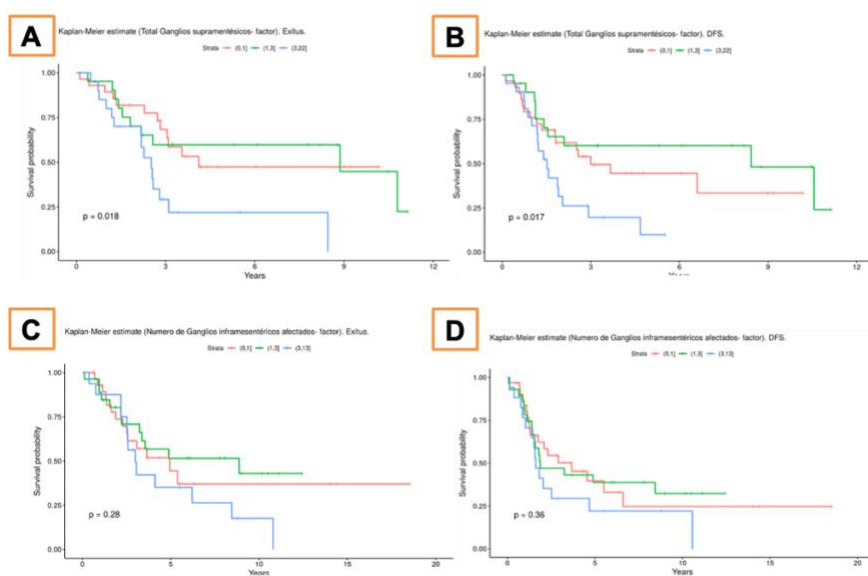 A
Kaplan-Meier estimate (Total Ganglios supramentésicos- factor). Exitus.
Strata (0,1] (1,3] (3,22]
1.00
0.75
0.50
0.25
0.00
Survival probability
p = 0.018
0 3 6 9 12
Years
B
Kaplan-Meier estimate (Total Ganglios supramentésicos- factor). DFS.
Strata (0,1] (1,3] (3,22]
1.00
0.75
0.50
0.25
0.00
Survival probability
p = 0.017
0 3 6 9 12
Years
C
Kaplan-Meier estimate (Numero de Ganglios inframesentéricos afectados- factor). Exitus.
Strata (0,1] (1,3] (3,13]
1.00
0.75
0.50
0.25
0.00
Survival probability
p = 0.28
0 5 10 15 20
Years
D
Kaplan-Meier estimate (Numero de Ganglios inframesentéricos afectados- factor). DFS.
Strata (0,1] (1,3] (3,13]
1.00
0.75
0.50
0.25
0.00
Survival probability
p = 0.36
0 5 10 15 20
Years